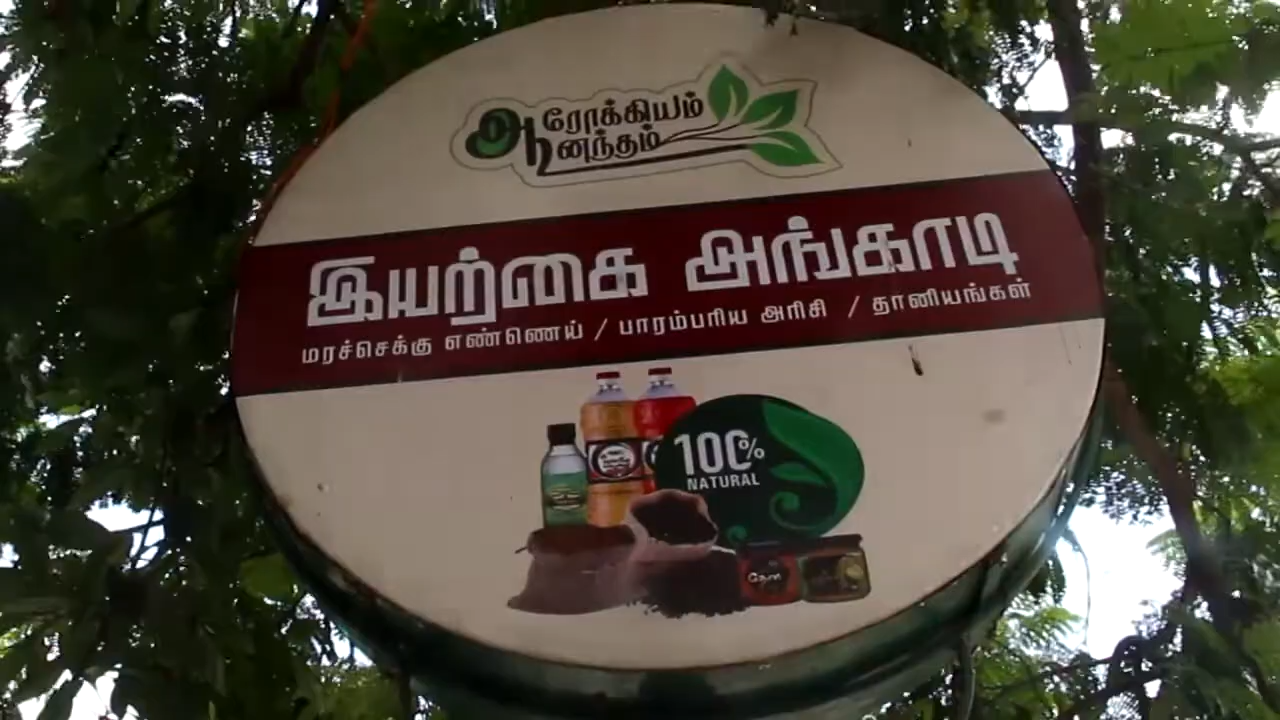 ஆரோக்கியம்
ஆனந்தம்
இயற்கை அங்காடி
மரச்செக்கு எண்ணெய் / பாரம்பரிய அரிசி / தானியங்கள்
100%
NATURAL
தேன்